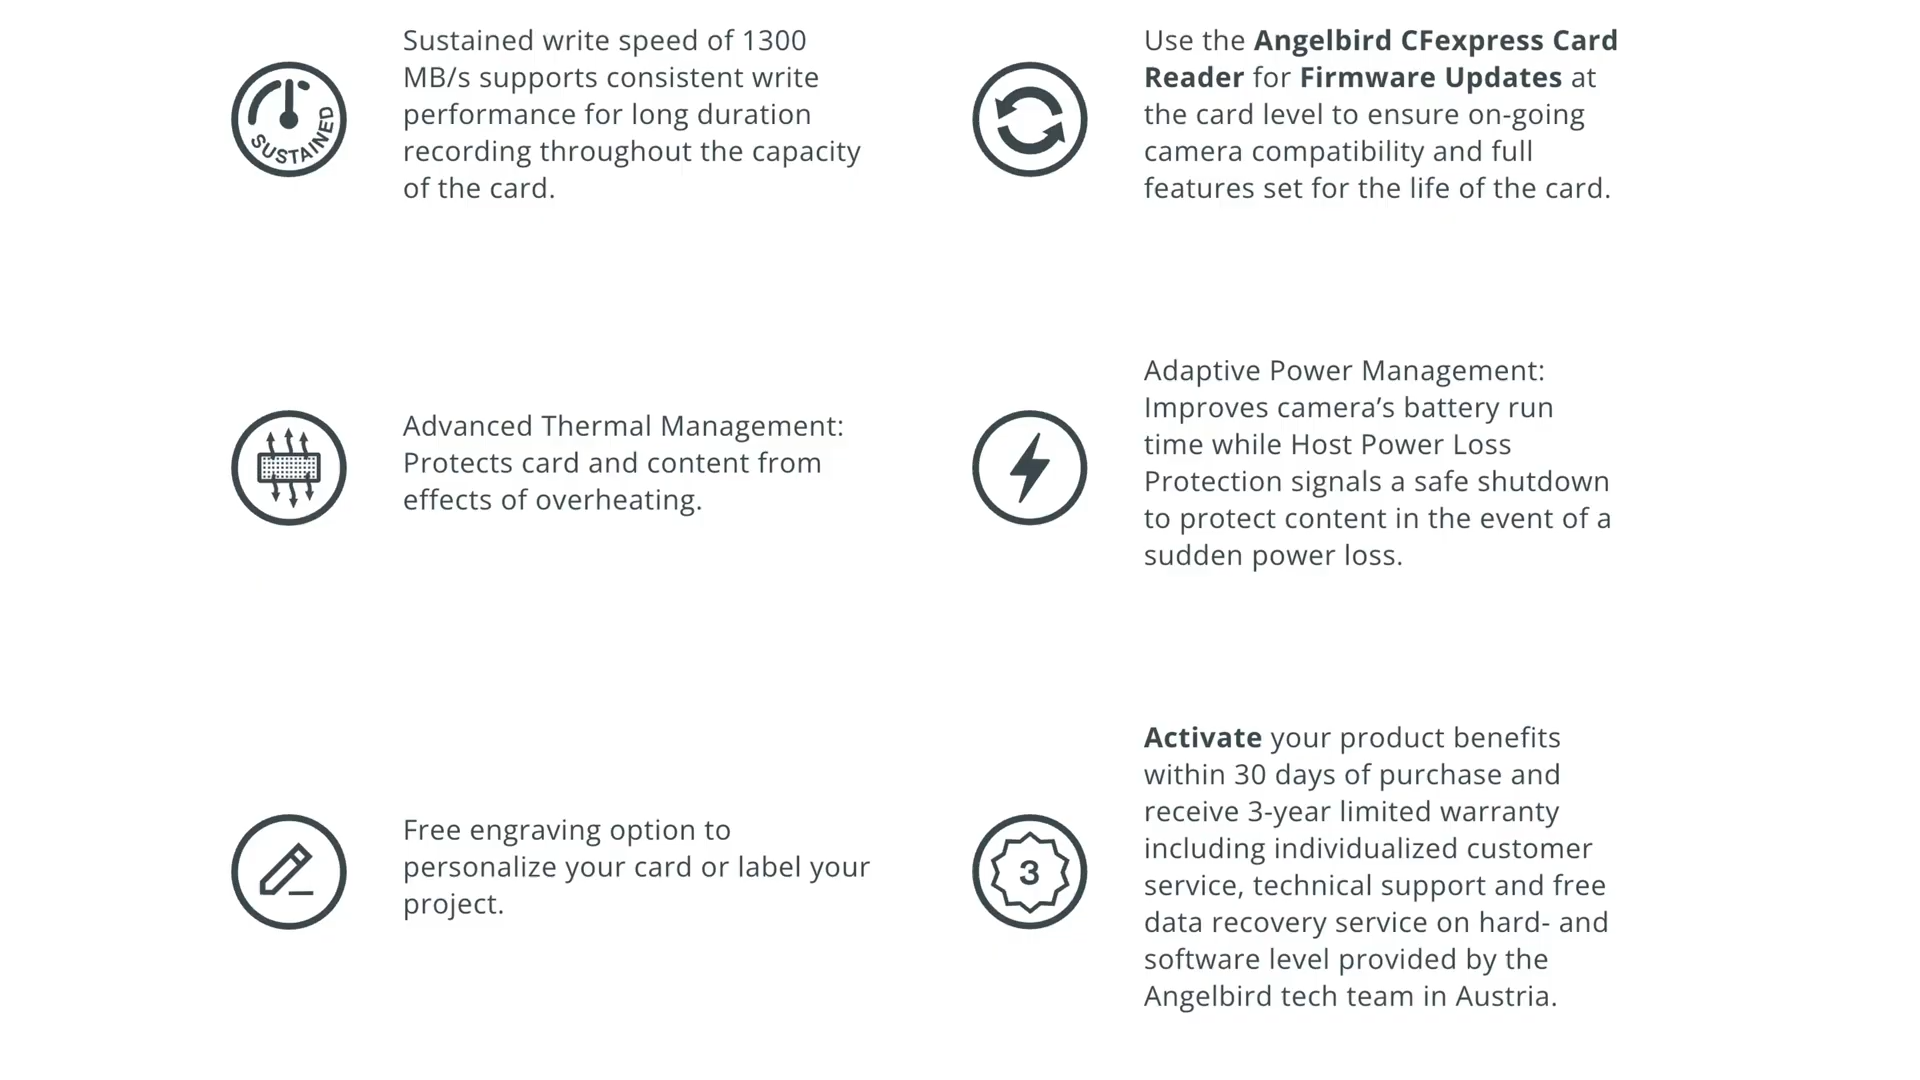 SUSTAINED
Sustained write speed of 1300
MB/s supports consistent write
performance for long duration
recording throughout the capacity
of the card.
Use the Angelbird CFexpress Card
Reader for Firmware Updates at
the card level to ensure on-going
camera compatibility and full
features set for the life of the card.
Advanced Thermal Management:
Protects card and content from
effects of overheating.
Adaptive Power Management:
Improves camera’s battery run
time while Host Power Loss
Protection signals a safe shutdown
to protect content in the event of a
sudden power loss.
Free engraving option to
personalize your card or label your
project.
3
Activate your product benefits
within 30 days of purchase and
receive 3-year limited warranty
including individualized customer
service, technical support and free
data recovery service on hard- and
software level provided by the
Angelbird tech team in Austria.